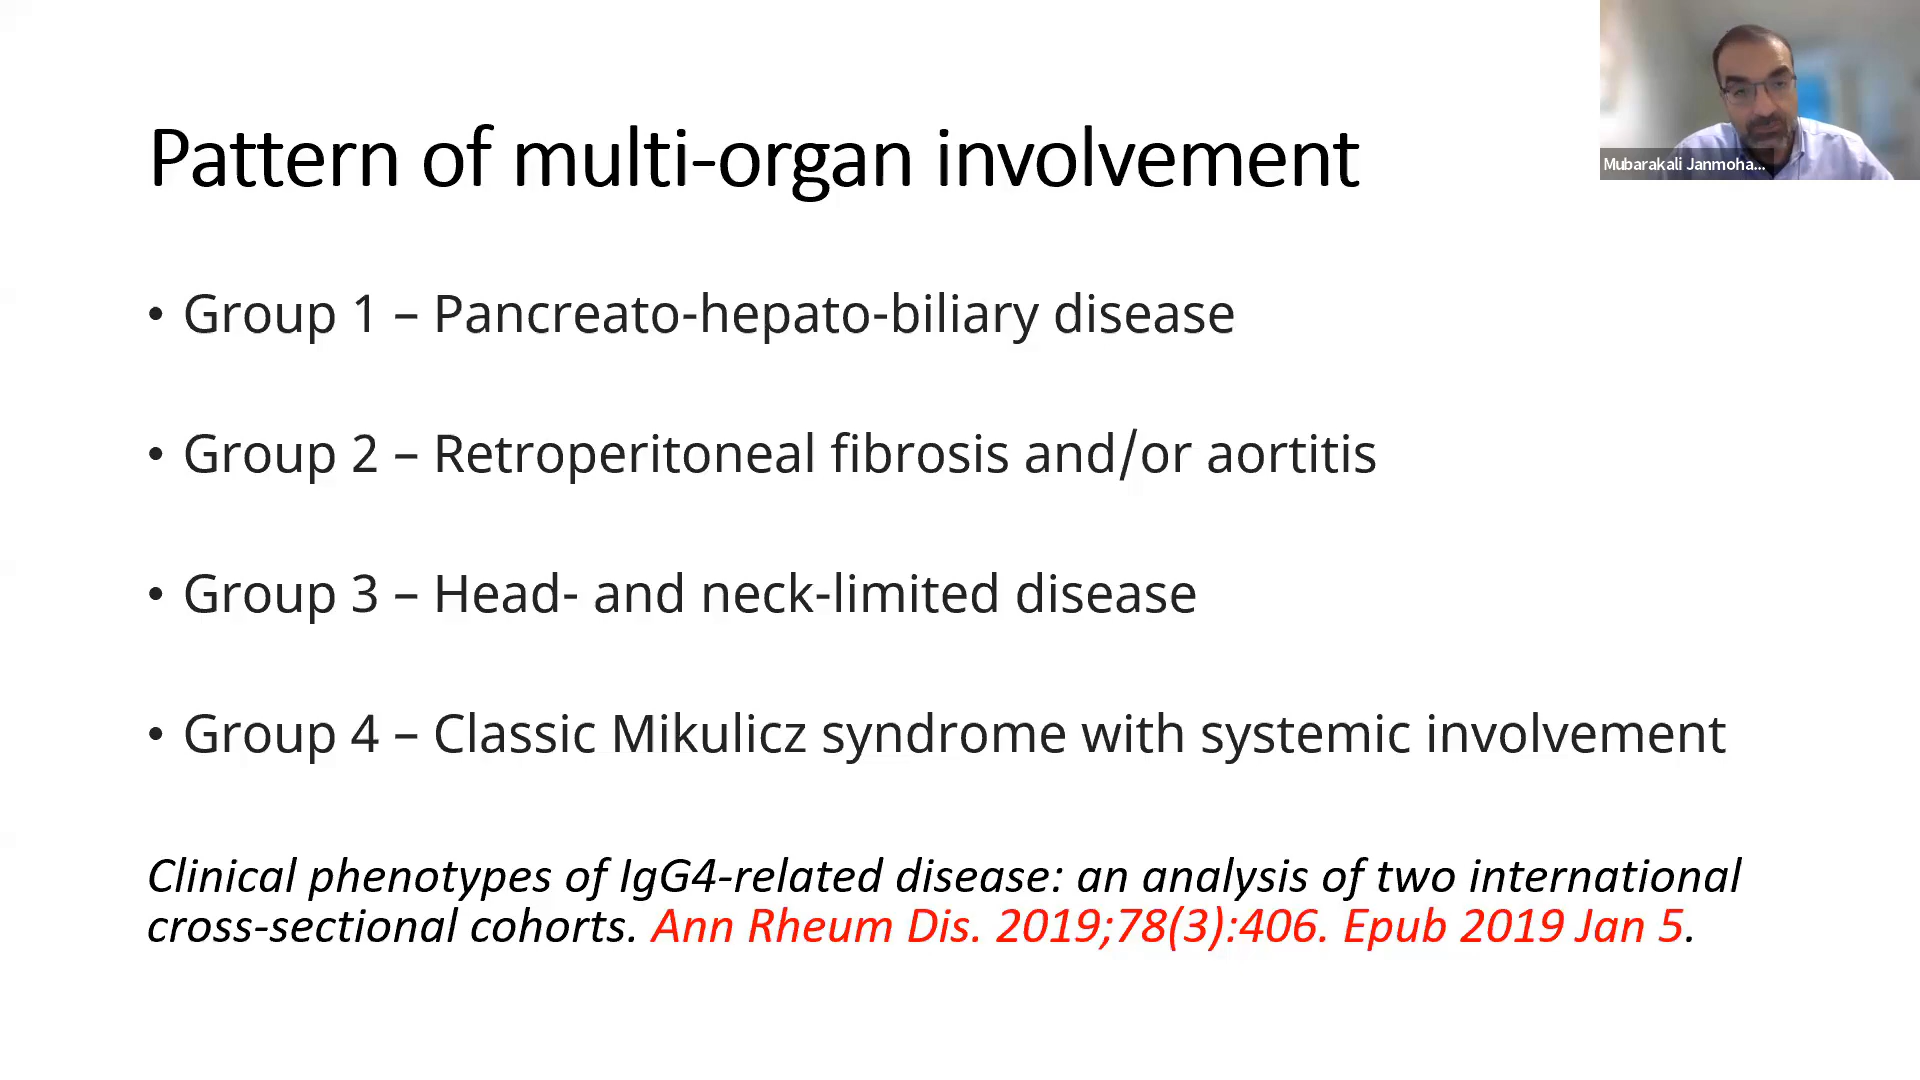 Pattern of multi-organ involvement
Mubarakali Janmoha...
• Group 1 – Pancreato-hepato-biliary disease
• Group 2 – Retroperitoneal fibrosis and/or aortitis
• Group 3 – Head- and neck-limited disease
• Group 4 – Classic Mikulicz syndrome with systemic involvement
Clinical phenotypes of IgG4-related disease: an analysis of two international
cross-sectional cohorts. Ann Rheum Dis. 2019;78(3):406. Epub 2019 Jan 5.